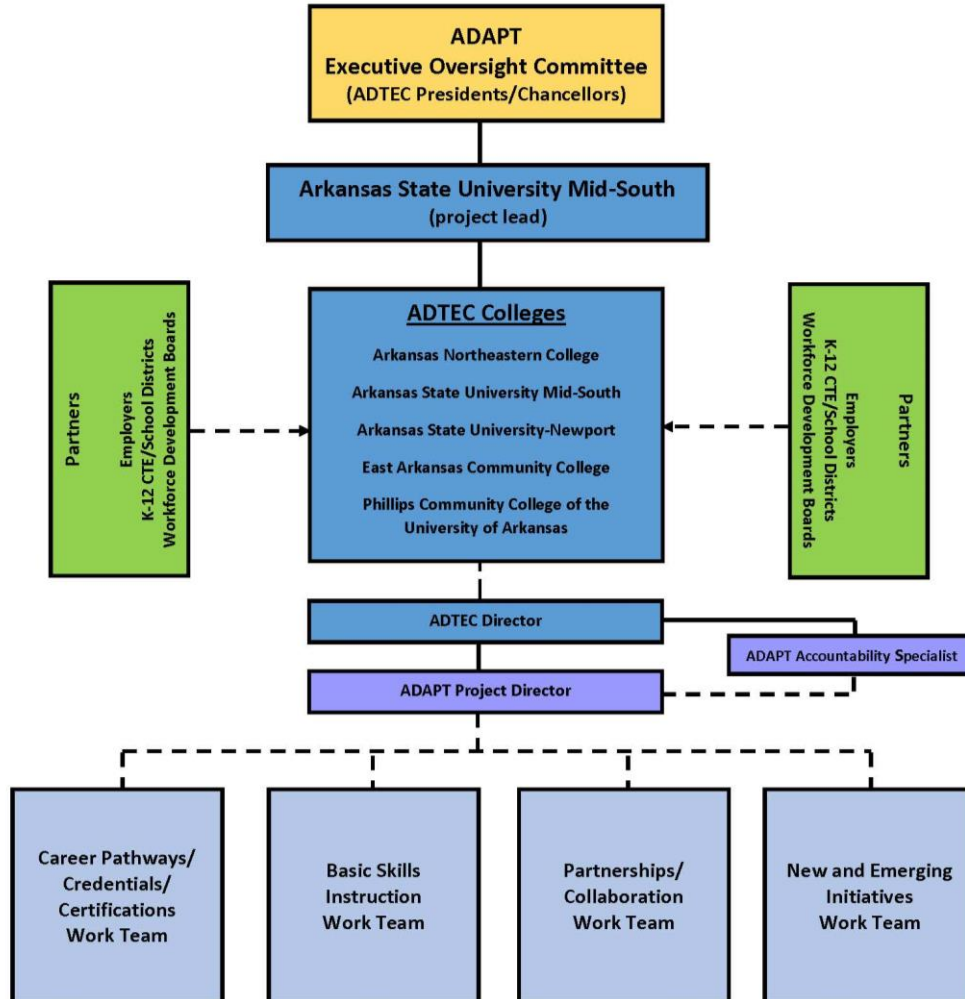 ADAPT
Executive Oversight Committee
(ADTEC Presidents/Chancellors)
Arkansas State University Mid-South
(project lead)
Partners
Employers
K-12 CTE/School Districts
Workforce Development Boards
ADTEC Colleges
Arkansas Northeastern College
Arkansas State University Mid-South
Arkansas State University-Newport
East Arkansas Community College
Phillips Community College of the
University of Arkansas
Partners
Employers
K-12 CTE/School Districts
Workforce Development Boards
ADTEC Director
ADAPT Accountability Specialist
ADAPT Project Director
Career Pathways/
Credentials/
Certifications
Work Team
Basic Skills
Instruction
Work Team
Partnerships/
Collaboration
Work Team
New and Emerging
Initiatives
Work Team